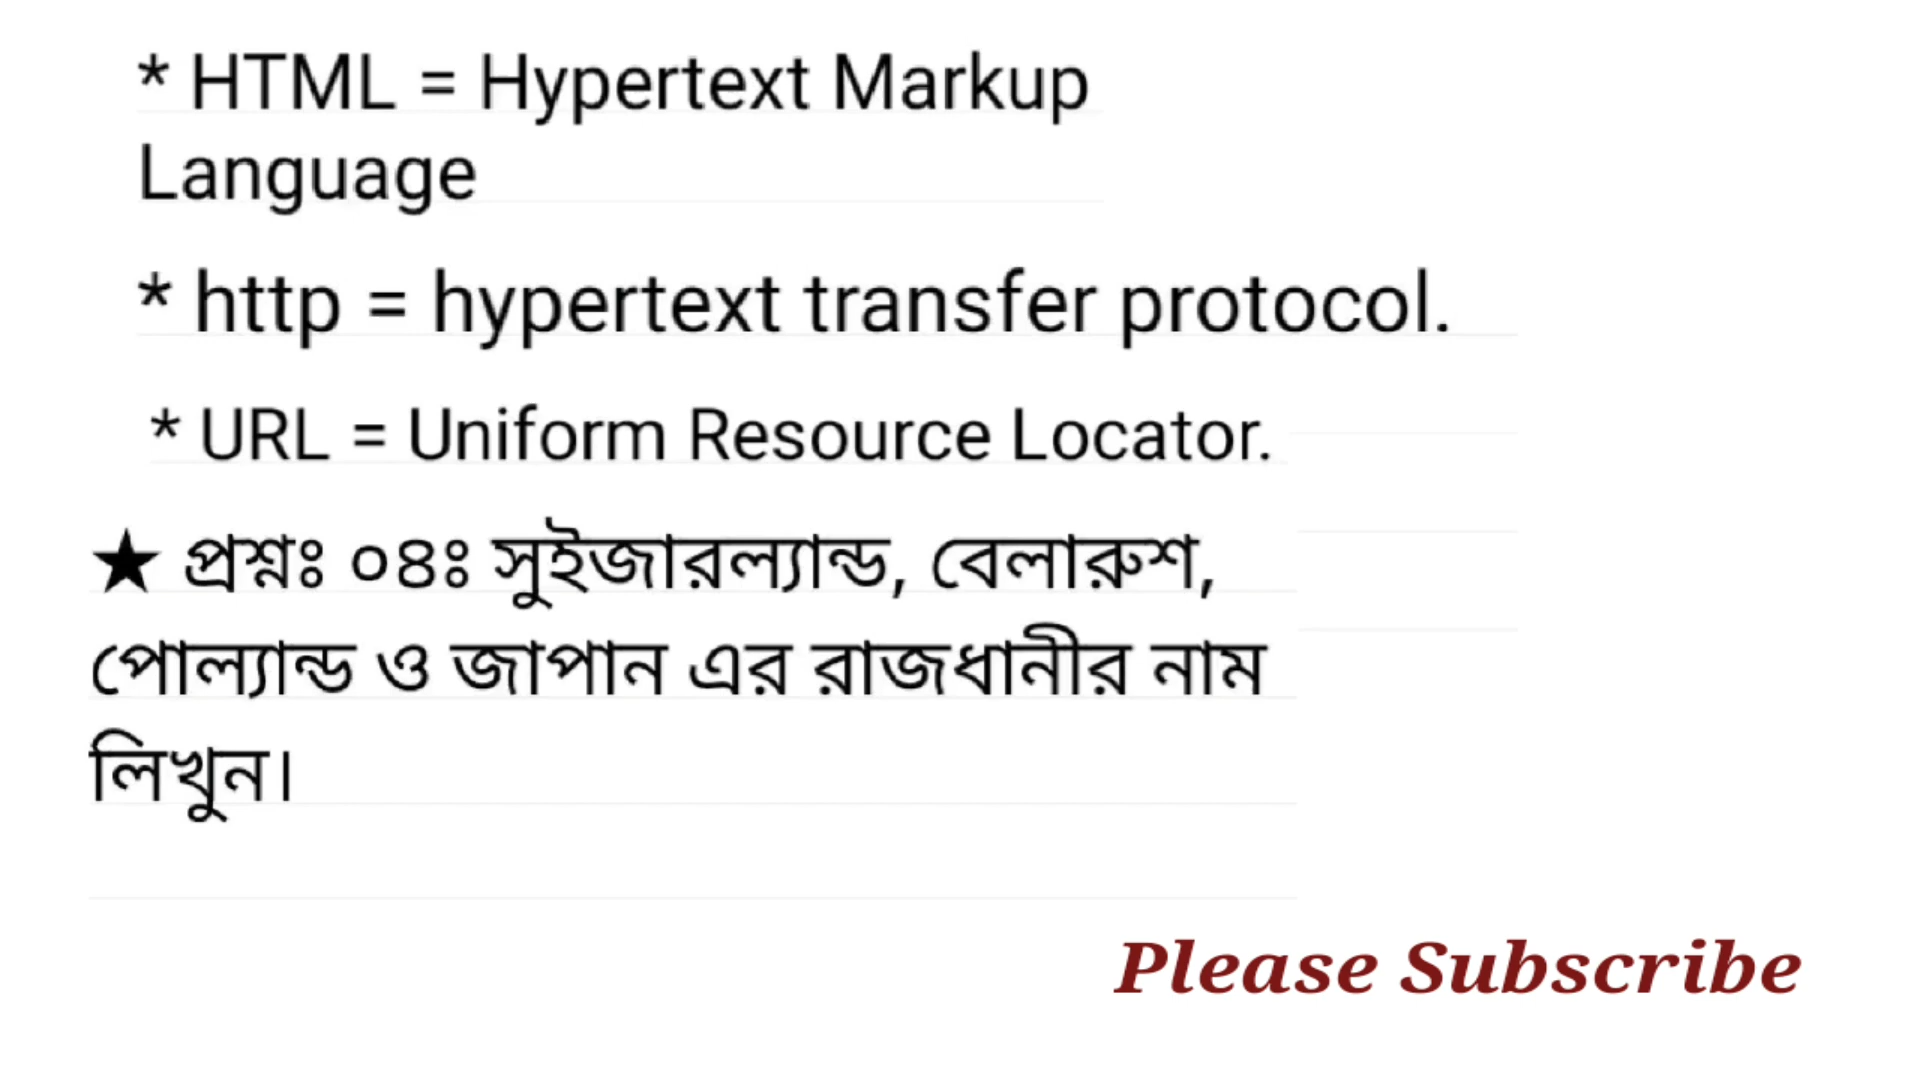 * HTML = Hypertext Markup
Language
* http = hypertext transfer protocol.
* URL = Uniform Resource Locator.
★ প্রশ্নঃ ০৪ঃ সুইজারল্যান্ড, বেলারুশ,
পোল্যান্ড ও জাপান এর রাজধানীর নাম
লিখুন।
Please Subscribe